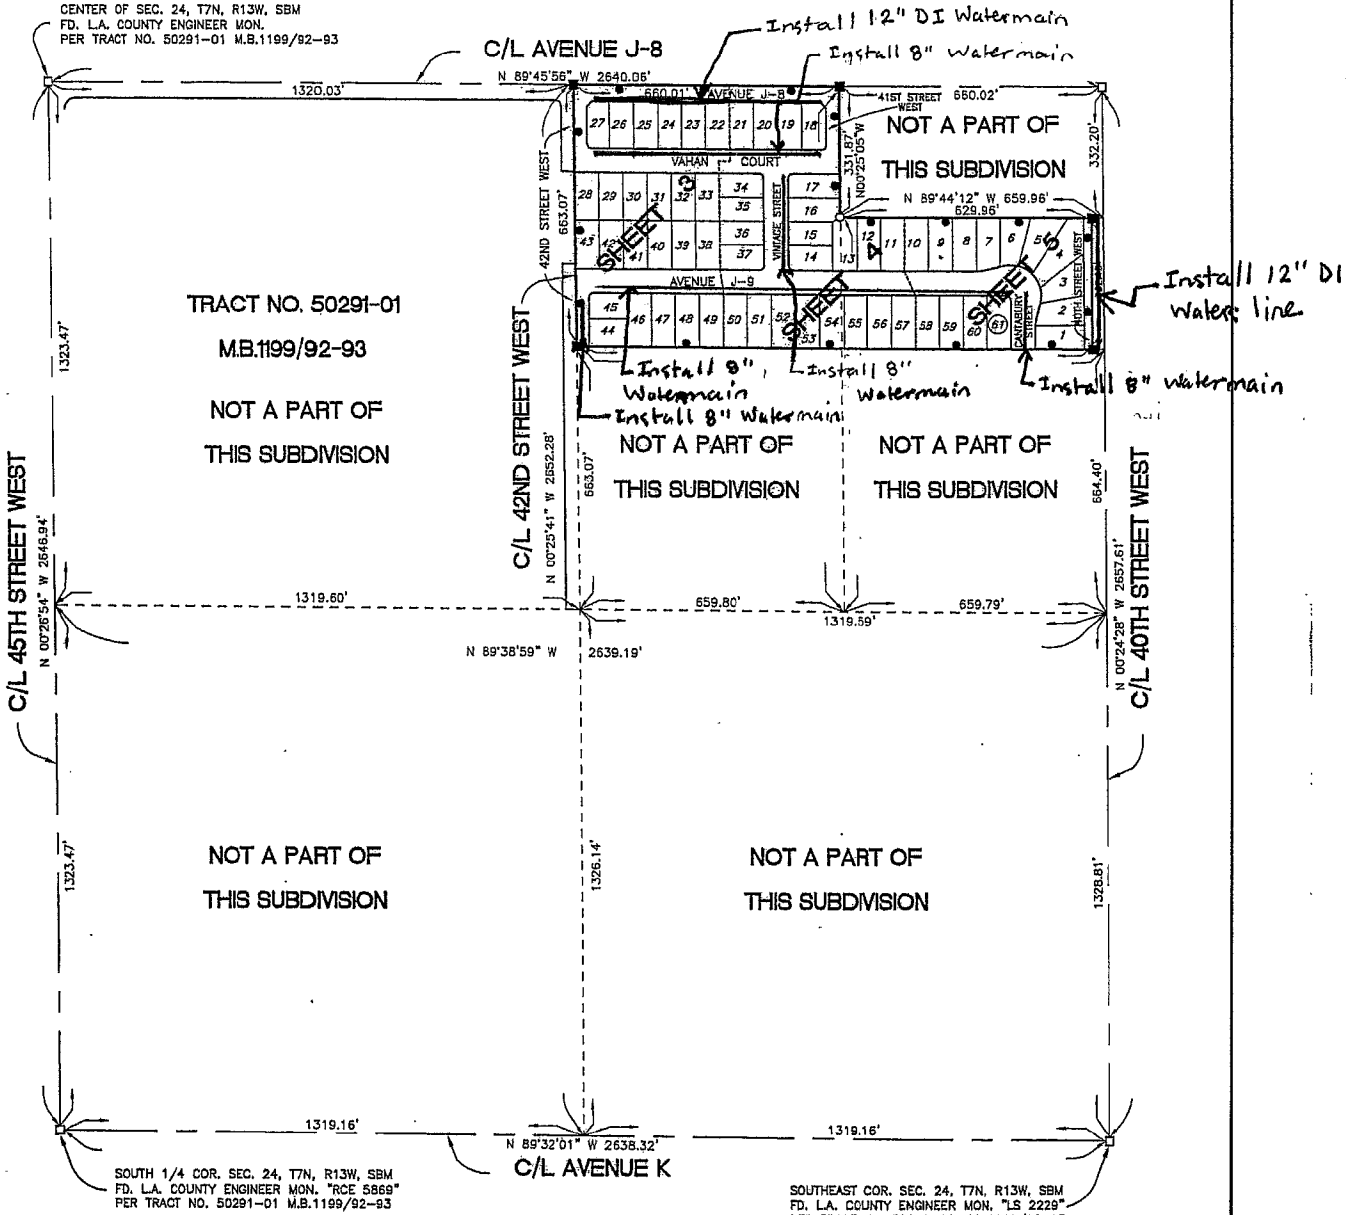 CENTER OF SEC. 24, T7N, R13W, SBM
FD. L.A. COUNTY ENGINEER MON.
PER TRACT NO. 50291-01 M.B.1199/92-93
Install 12" DI Watermain
C/L AVENUE J-8
Install 8" Watermain
N 89°45'56" W 2640.06'
1320.03'
660.01' AVENUE J-8
41ST STREET WEST
660.02'
27 26 25 24 23 22 21 20 19 18
NOT A PART OF
THIS SUBDIVISION
331.87'
N00°25'05"W
332.20'
VAHAN COURT
42ND STREET WEST
663.07'
28 29 30 31 32 33
34
35
36
37
43 42 41 40 39 38
SHEET 3
VINTAGE STREET
17
16
15
14
N 89°44'12" W 659.96'
629.96'
13 12 11 10 9 8 7 6 5 4
3
2
1
SHEET 4
SHEET 5
40TH STREET WEST
Install 12" DI
Water line
AVENUE J-9
45
44
46 47 48 49 50 51 52 53 54 55 56 57 58 59 60 61
CANTABURY STREET
TRACT NO. 50291-01
M.B.1199/92-93
NOT A PART OF
THIS SUBDIVISION
1323.47'
Install 8"
Watermain
Install 8"
Watermain
Install 8" Watermain
Install 8" Watermain
NOT A PART OF
THIS SUBDIVISION
NOT A PART OF
THIS SUBDIVISION
C/L 42ND STREET WEST
N 00°25'41" W 2652.28'
663.07'
664.40'
C/L 45TH STREET WEST
N 00°26'54" W 2646.94'
C/L 40TH STREET WEST
N 00°24'28" W 2657.61'
1319.60'
659.80'
659.79'
1319.59'
N 89°38'59" W 2639.19'
NOT A PART OF
THIS SUBDIVISION
NOT A PART OF
THIS SUBDIVISION
1323.47'
1326.14'
1328.81'
1319.16'
1319.16'
N 89°32'01" W 2638.32'
C/L AVENUE K
SOUTH 1/4 COR. SEC. 24, T7N, R13W, SBM
FD. L.A. COUNTY ENGINEER MON. "RCE 5869"
PER TRACT NO. 50291-01 M.B.1199/92-93
SOUTHEAST COR. SEC. 24, T7N, R13W, SBM
FD. L.A. COUNTY ENGINEER MON. "LS 2229"